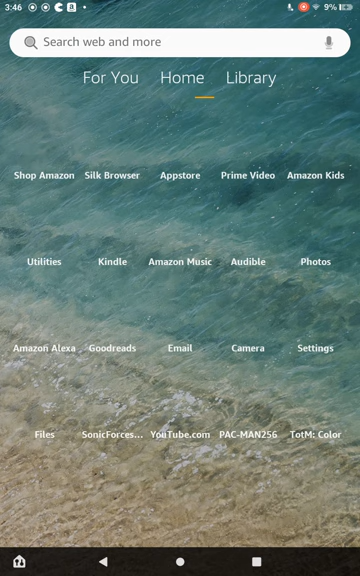 3:46
9%
Search web and more
For You Home Library
Shop Amazon Silk Browser Appstore Prime Video Amazon Kids
Utilities Kindle Amazon Music Audible Photos
Amazon Alexa Goodreads Email Camera Settings
Files SonicForces... YouTube.com PAC-MAN256 TotM: Color